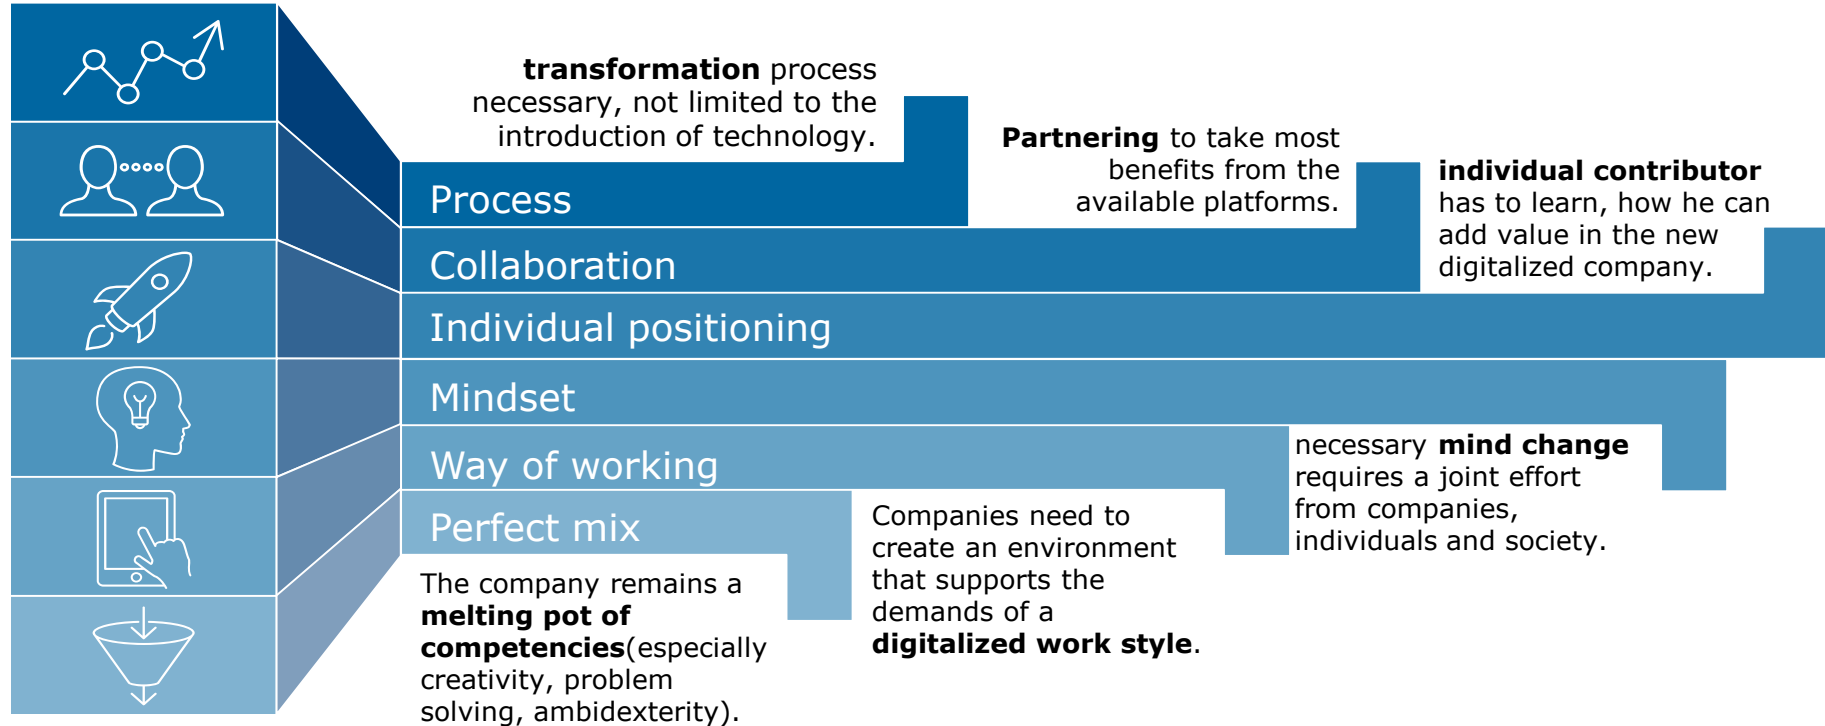 transformation process
necessary, not limited to the
introduction of technology.
Process
Partnering to take most
benefits from the
available platforms.
Collaboration
individual contributor
has to learn, how he can
add value in the new
digitalized company.
Individual positioning
Mindset
necessary mind change
requires a joint effort
from companies,
individuals and society.
Way of working
Companies need to
create an environment
that supports the
demands of a
digitalized work style.
Perfect mix
The company remains a
melting pot of
competencies(especially
creativity, problem
solving, ambidexterity).